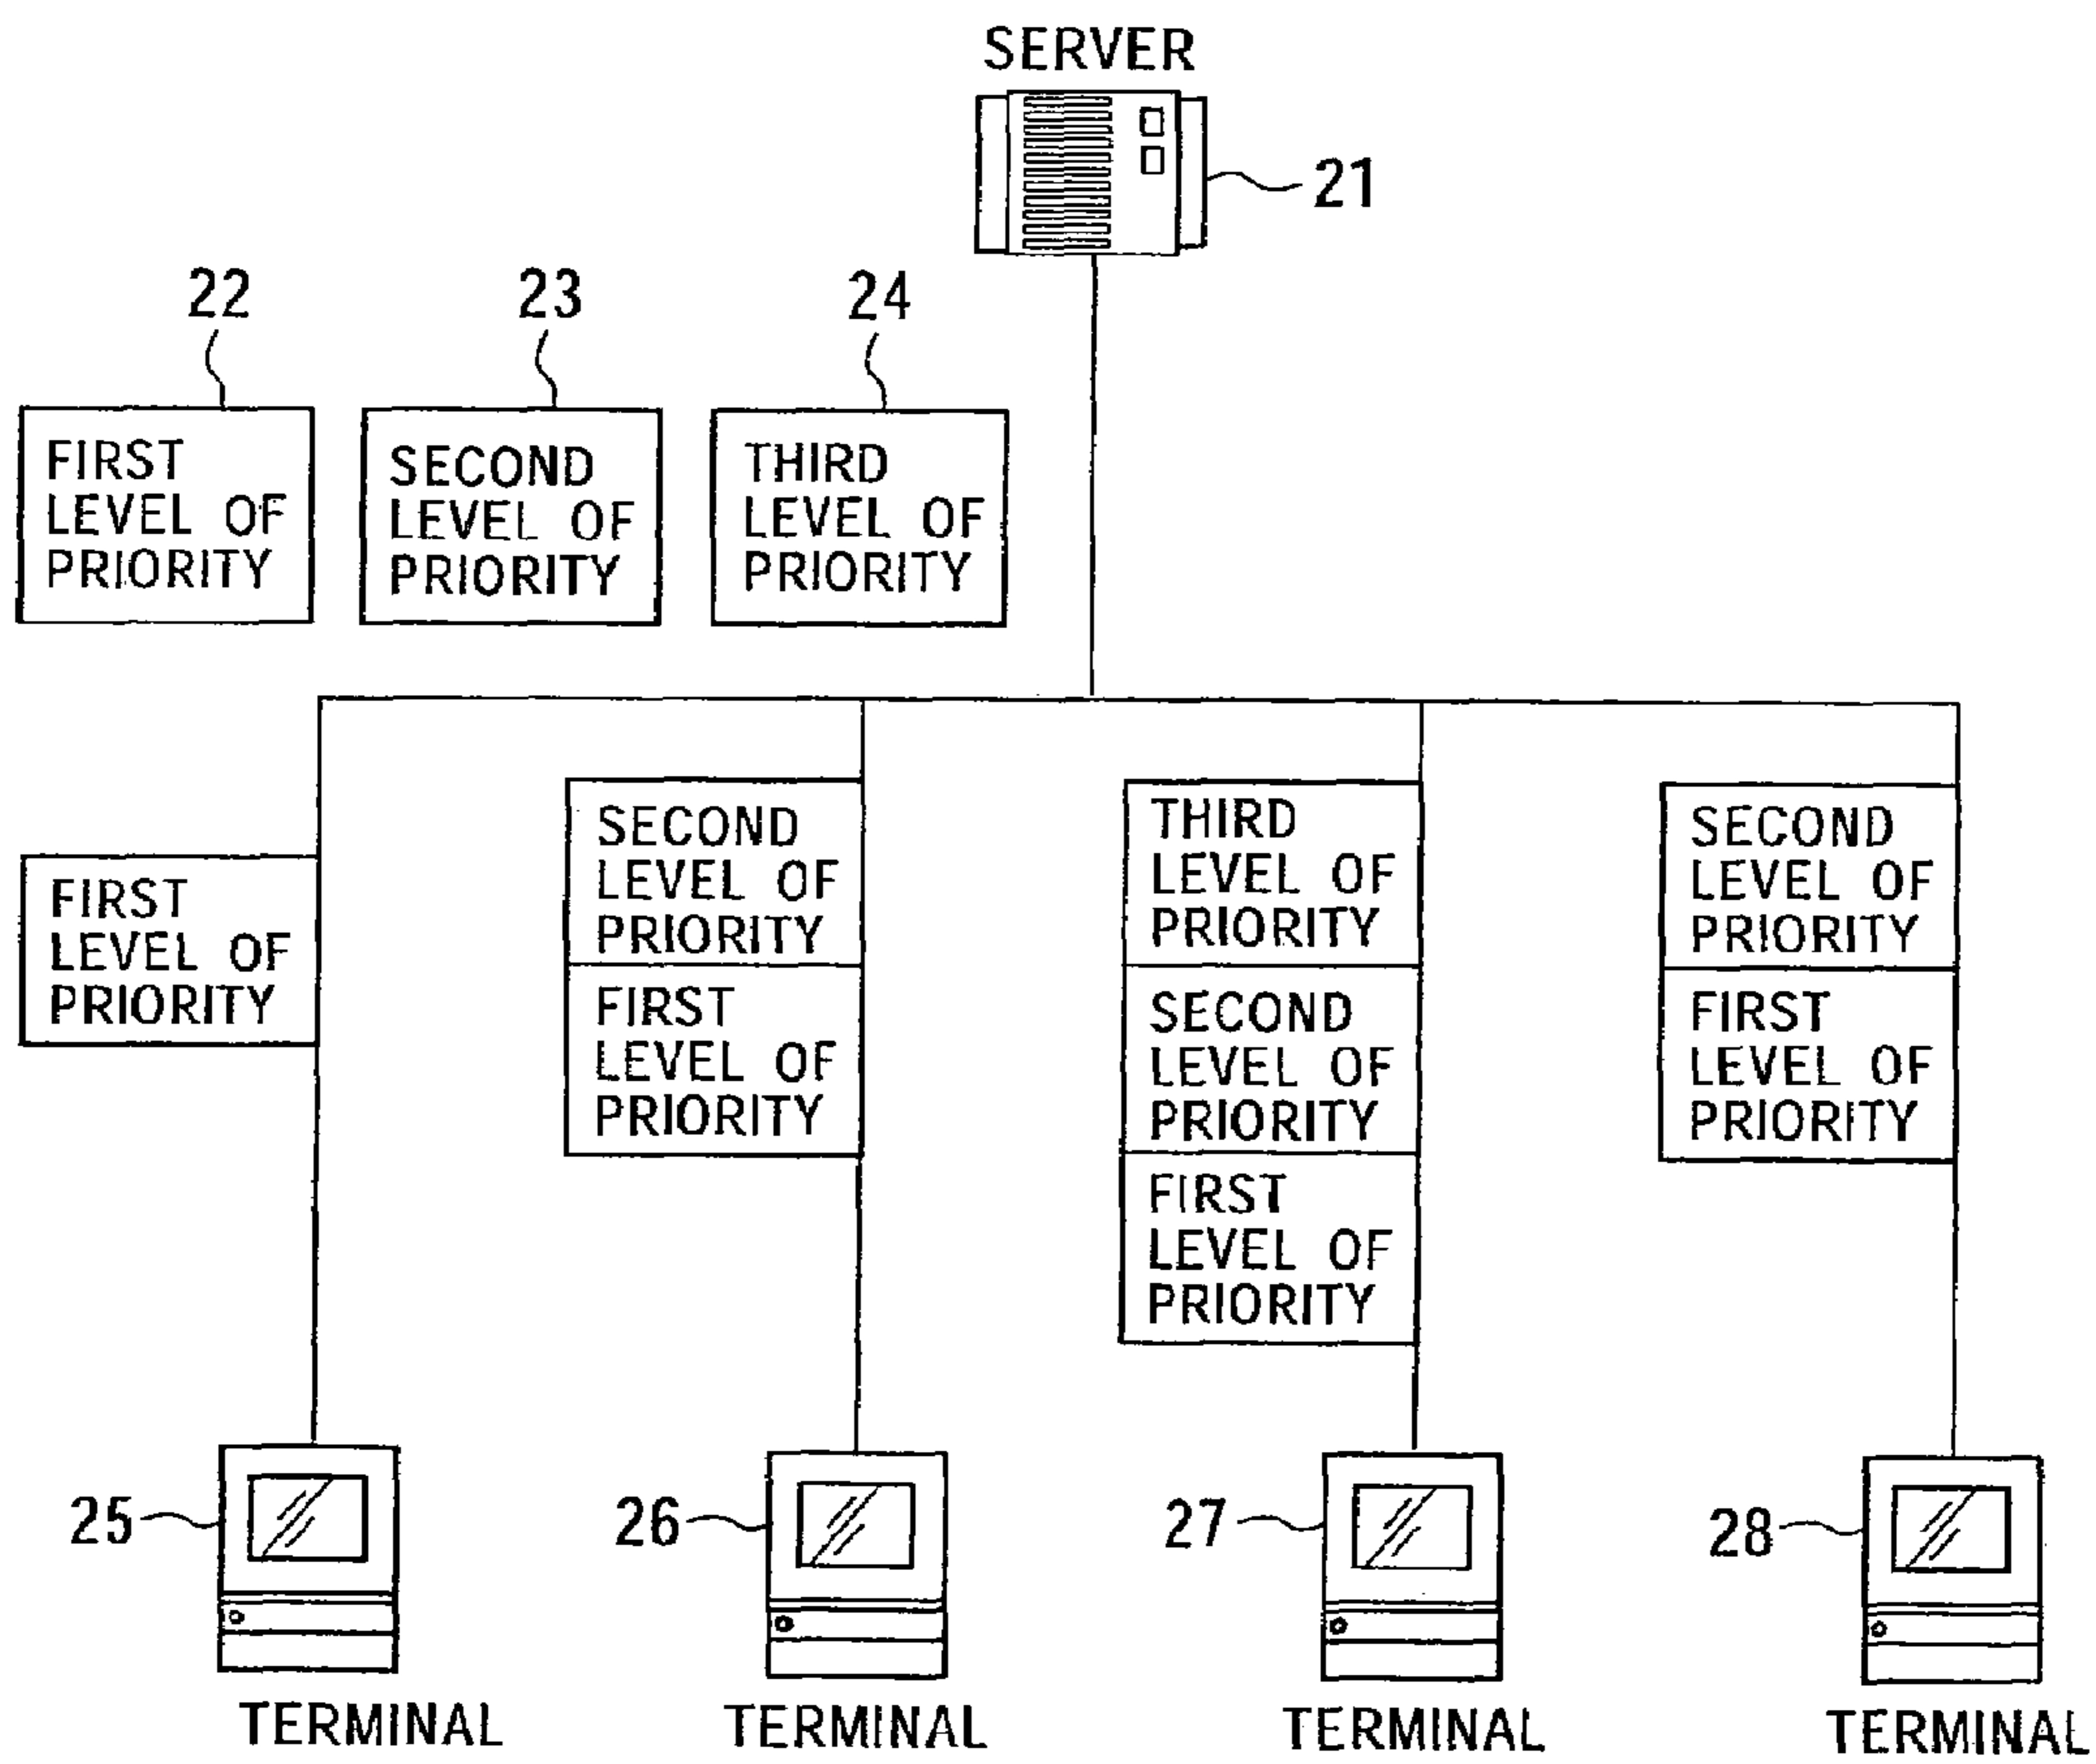 SERVER
21
22
23
24
FIRST
LEVEL OF
PRIORITY
SECOND
LEVEL OF
PRIORITY
THIRD
LEVEL OF
PRIORITY
FIRST
LEVEL OF
PRIORITY
SECOND
LEVEL OF
PRIORITY
FIRST
LEVEL OF
PRIORITY
THIRD
LEVEL OF
PRIORITY
SECOND
LEVEL OF
PRIORITY
FIRST
LEVEL OF
PRIORITY
SECOND
LEVEL OF
PRIORITY
FIRST
LEVEL OF
PRIORITY
25
26
27
28
TERMINAL
TERMINAL
TERMINAL
TERMINAL